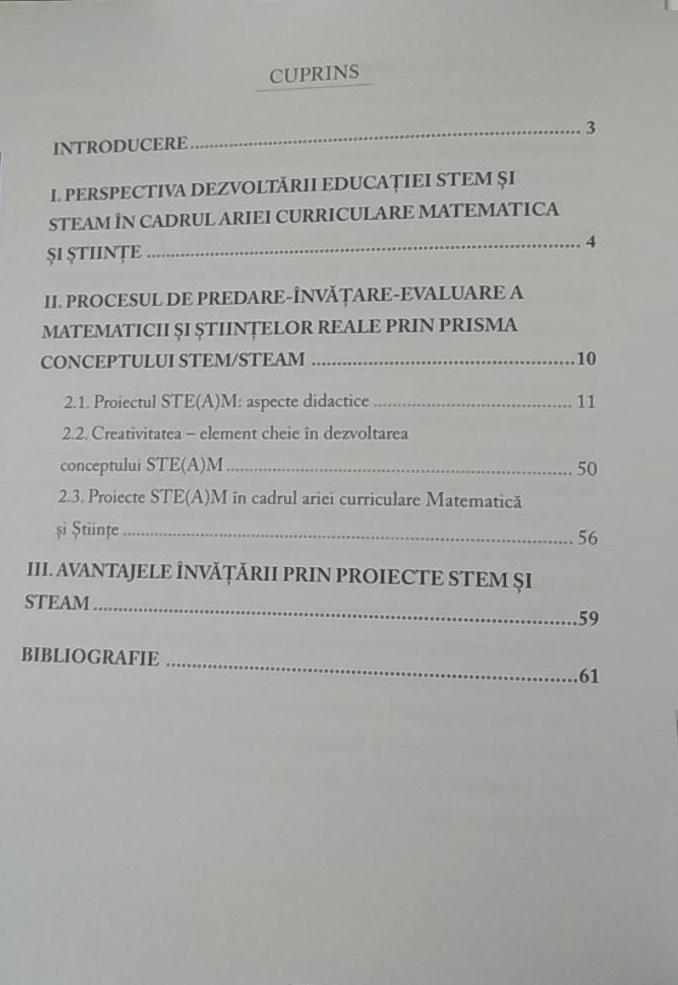 CUPRINS
INTRODUCERE ........ 3
I. PERSPECTIVA DEZVOLTĂRII EDUCAȚIEI STEM ȘI
STEAM ÎN CADRUL ARIEI CURRICULARE MATEMATICA
ȘI ȘTIINȚE ........ 4
II. PROCESUL DE PREDARE-ÎNVĂȚARE-EVALUARE A
MATEMATICII ȘI ȘTIINȚELOR REALE PRIN PRISMA
CONCEPTULUI STEM/STEAM ........ 10
2.1. Proiectul STE(A)M: aspecte didactice ........ 11
2.2. Creativitatea – element cheie în dezvoltarea
conceptului STE(A)M ........ 50
2.3. Proiecte STE(A)M în cadrul ariei curriculare Matematică
și Științe ........ 56
III. AVANTAJELE ÎNVĂȚĂRII PRIN PROIECTE STEM ȘI
STEAM ........ 59
BIBLIOGRAFIE ........ 61